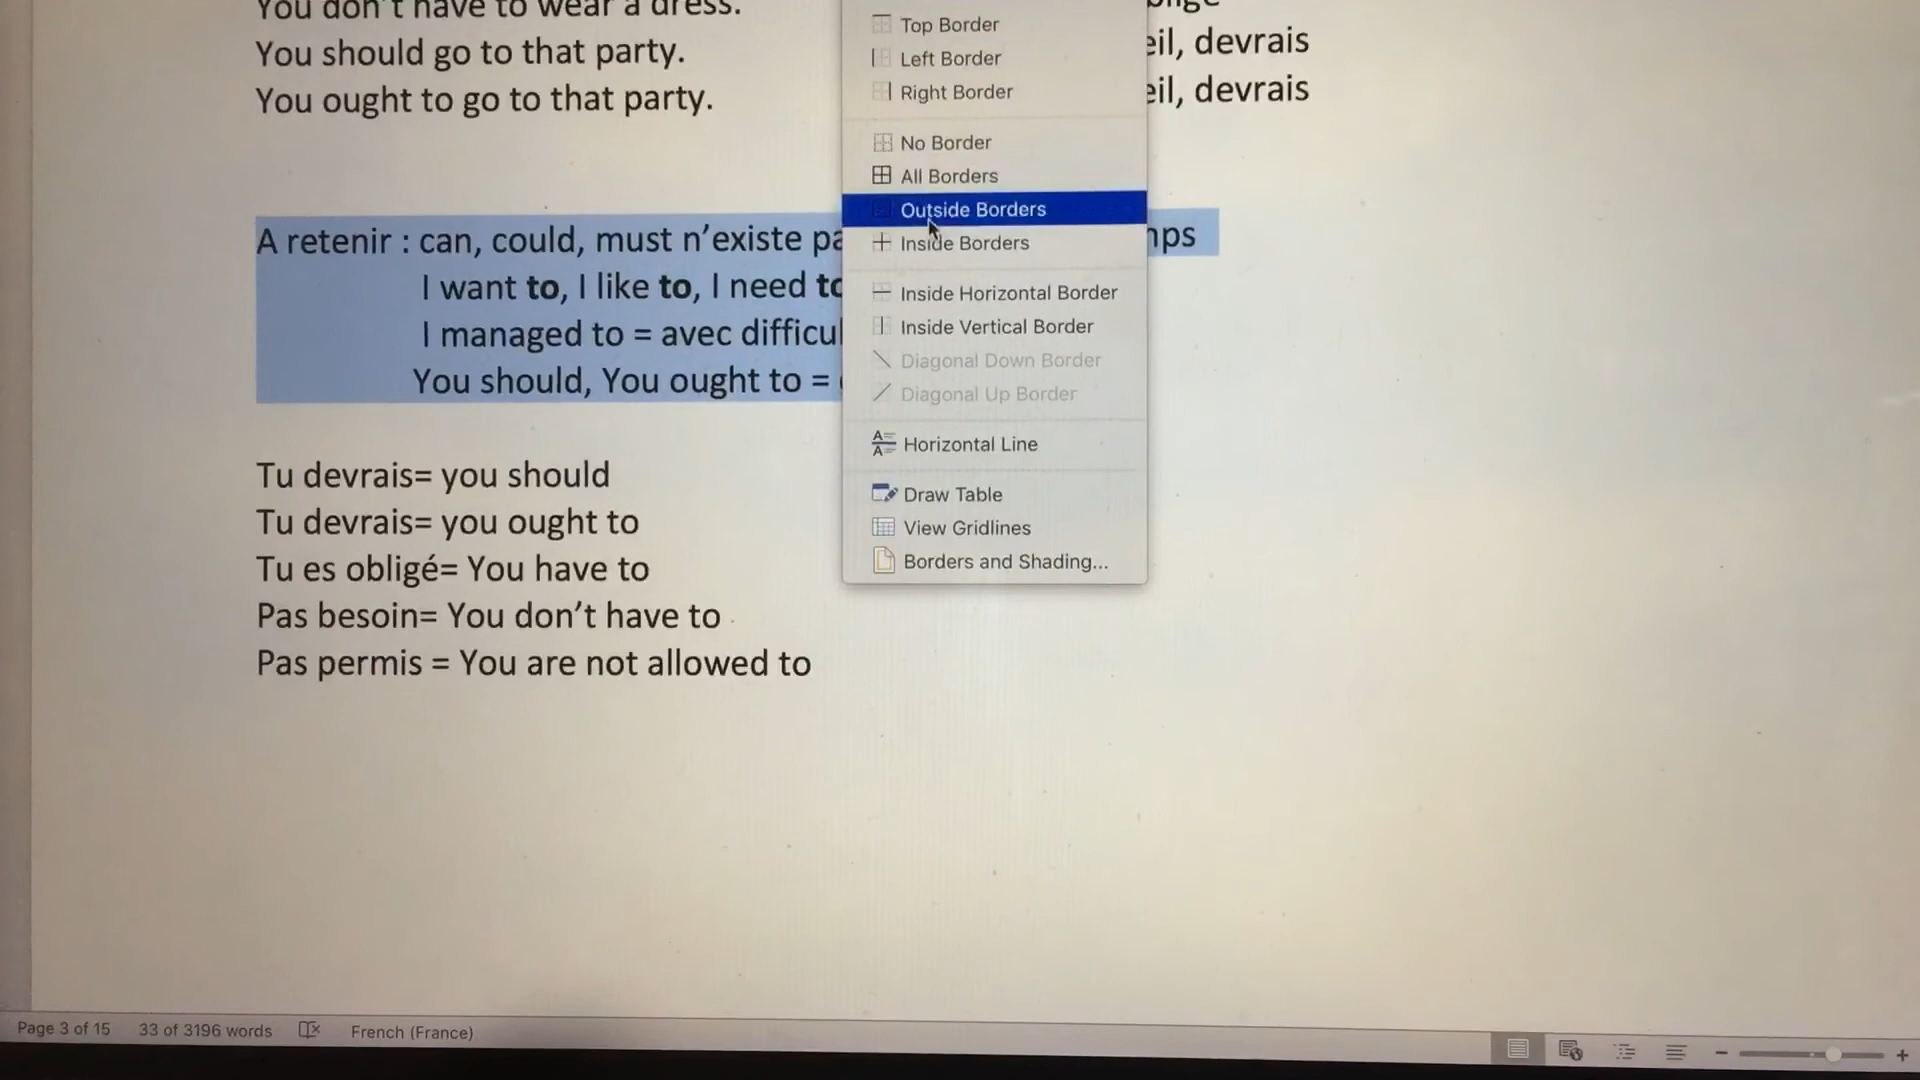 You don't have to wear a dress.
You should go to that party.
eil, devrais
You ought to go to that party.
eil, devrais
A retenir : can, could, must n'existe pa
mps
I want to, I like to, I need to
I managed to = avec difficul
You should, You ought to =
Tu devrais= you should
Tu devrais= you ought to
Tu es obligé= You have to
Pas besoin= You don't have to
Pas permis = You are not allowed to
Top Border
Left Border
Right Border
No Border
All Borders
Outside Borders
Inside Borders
Inside Horizontal Border
Inside Vertical Border
Diagonal Down Border
Diagonal Up Border
Horizontal Line
Draw Table
View Gridlines
Borders and Shading...
Page 3 of 15
33 of 3196 words
French (France)